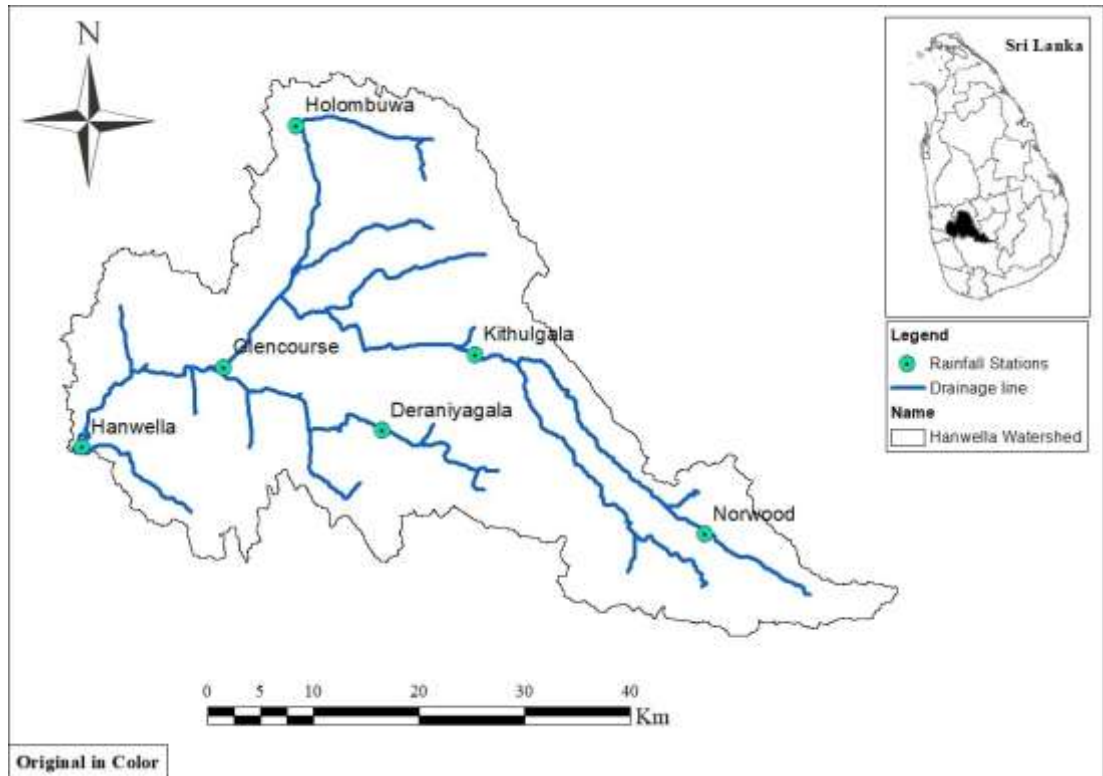 N
Sri Lanka
Holombuwa
Kithulgala
Glencourse
Deraniyagala
Hanwella
Norwood
Legend
Rainfall Stations
Drainage line
Name
Hanwella Watershed
0 5 10 20 30 40
Km
Original in Color